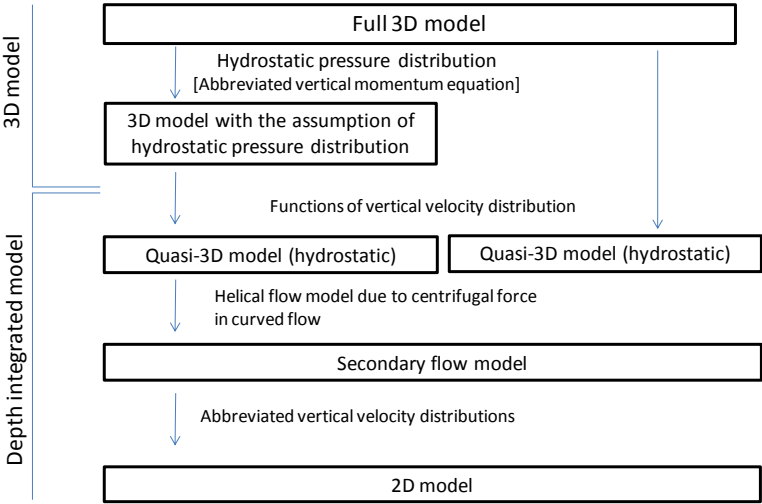 Full 3D model
Hydrostatic pressure distribution
[Abbreviated vertical momentum equation]
3D model with the assumption of
hydrostatic pressure distribution
3D model
Functions of vertical velocity distribution
Quasi-3D model (hydrostatic)
Quasi-3D model (hydrostatic)
Helical flow model due to centrifugal force
in curved flow
Secondary flow model
Abbreviated vertical velocity distributions
2D model
Depth integrated model